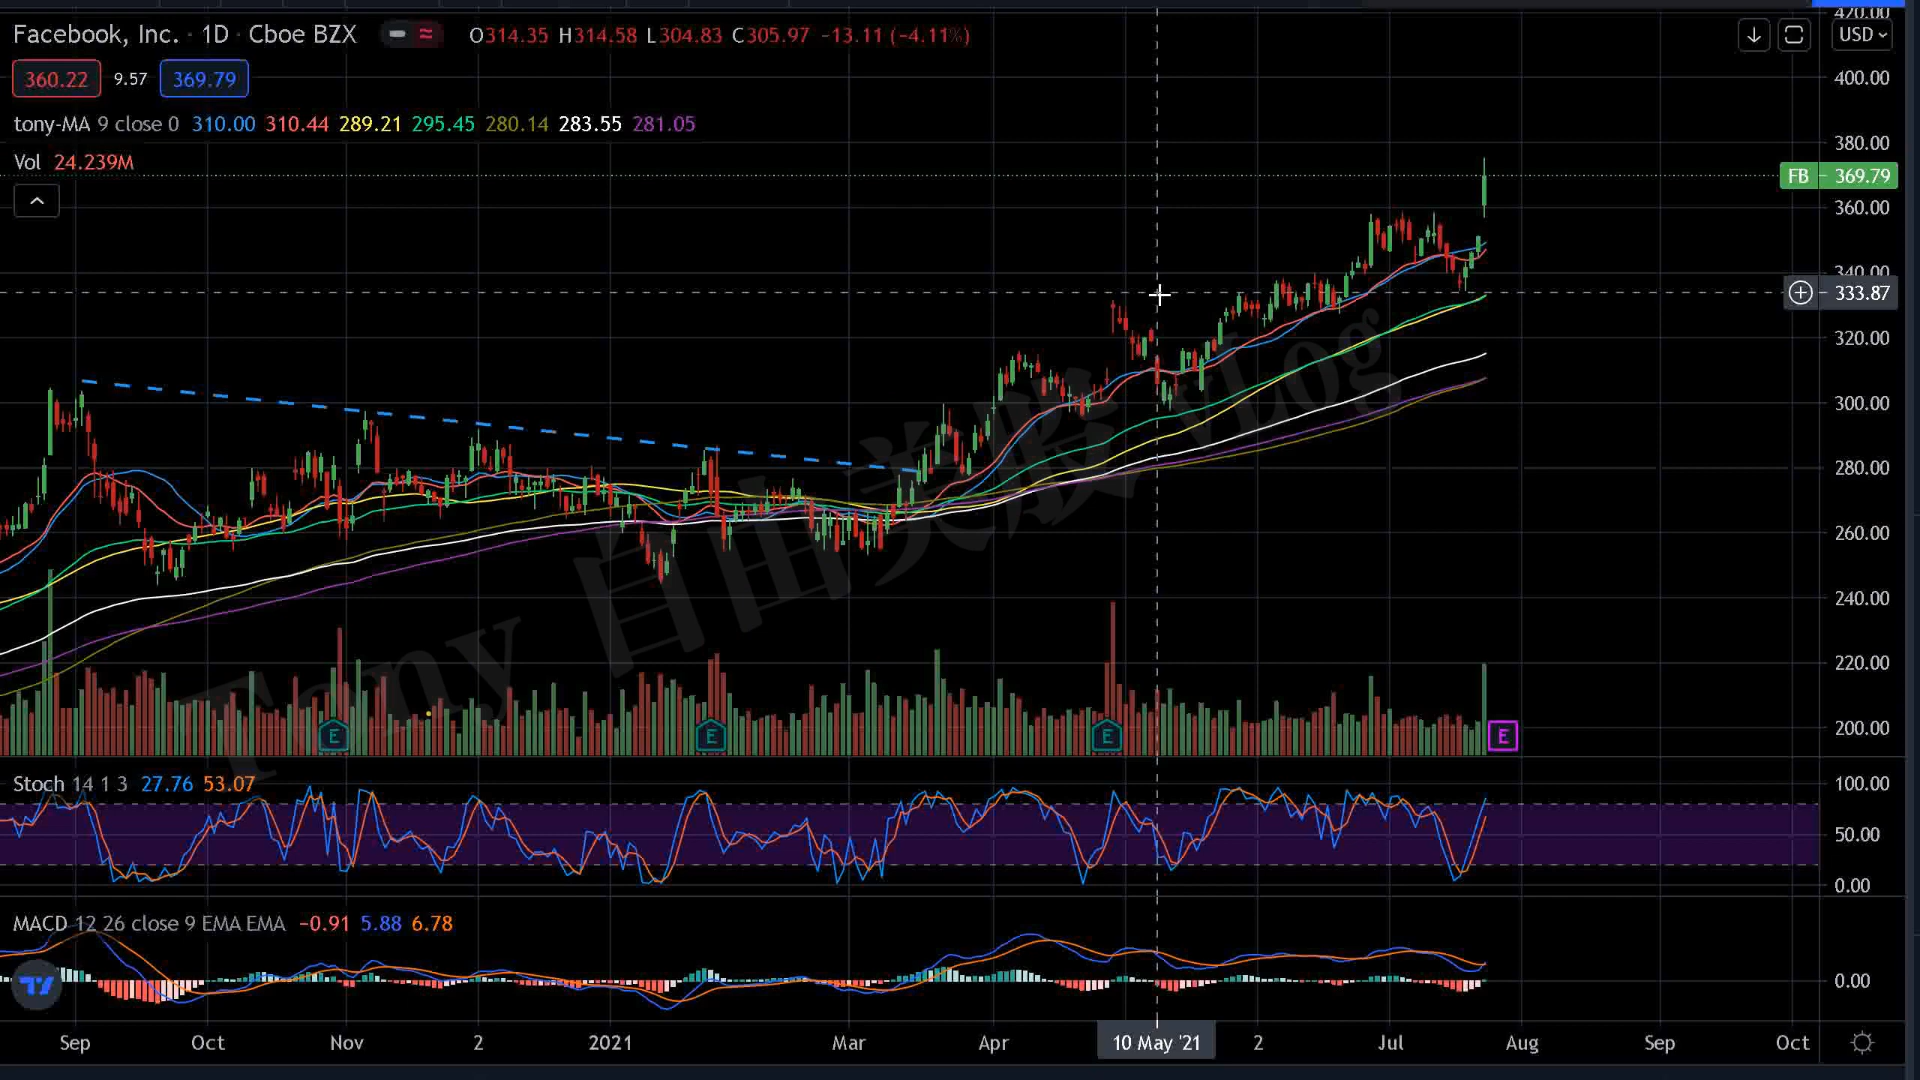 Facebook, Inc. · 1D · Cboe BZX O314.35 H314.58 L304.83 C305.97 −13.11 (−4.11%)
USD
360.22 9.57 369.79
tony-MA 9 close 0 310.00 310.44 289.21 295.45 280.14 283.55 281.05
Vol 24.239M
420.00
400.00
380.00
FB 369.79
360.00
340.00
333.87
320.00
300.00
280.00
260.00
240.00
220.00
200.00
Tony 自由美股 vLog
E E E E
Stoch 14 1 3 27.76 53.07
100.00
50.00
0.00
MACD 12 26 close 9 EMA EMA −0.91 5.88 6.78
0.00
Sep Oct Nov 2 2021 Mar Apr 10 May '21 2 Jul Aug Sep Oct